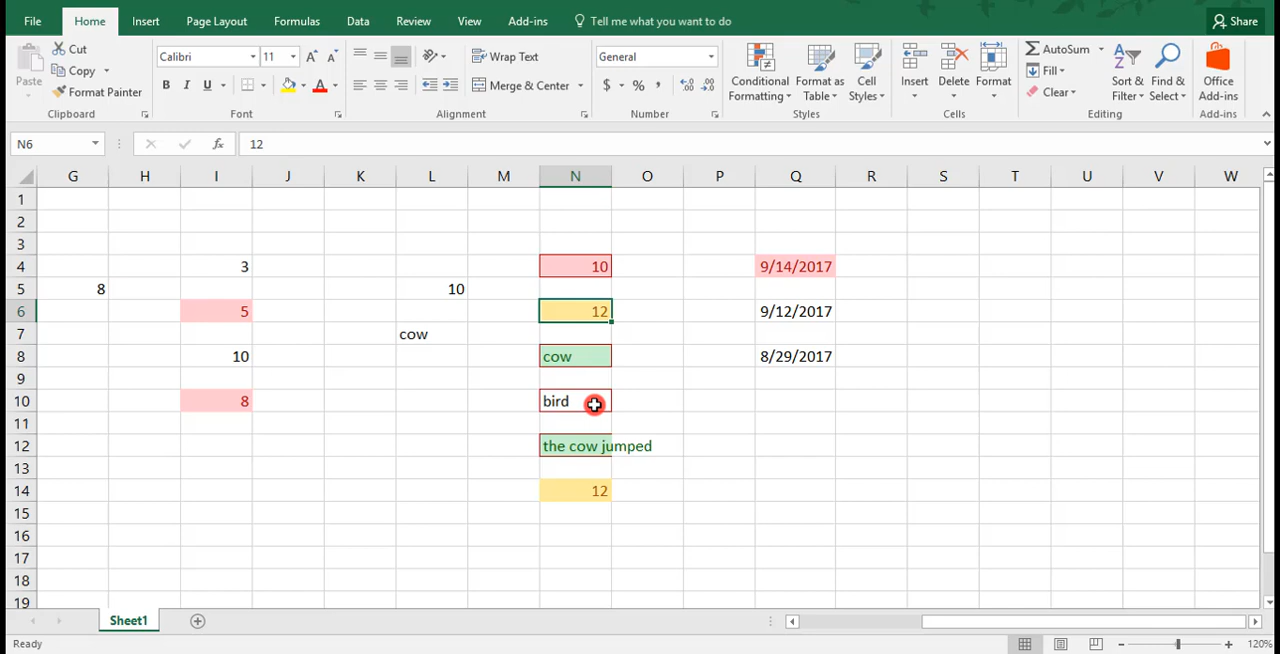 File Home Insert Page Layout Formulas Data Review View Add-ins Tell me what you want to do Share
Paste Cut Copy Format Painter Clipboard
Calibri 11 A A B I U A Font
Wrap Text Merge & Center Alignment
General $ % , Number
Conditional Formatting Format as Table Cell Styles Styles
Insert Delete Format Cells
AutoSum Fill Clear Sort & Filter Find & Select Editing
Office Add-ins Add-ins
N6 fx 12
G H I J K L M N O P Q R S T U V W
1
2
3
4 3 10 9/14/2017
5 8 10
6 5 12 9/12/2017
7 cow
8 10 cow 8/29/2017
9
10 8 bird
11
12 the cow jumped
13
14 12
15
16
17
18
19
Sheet1
Ready 120%